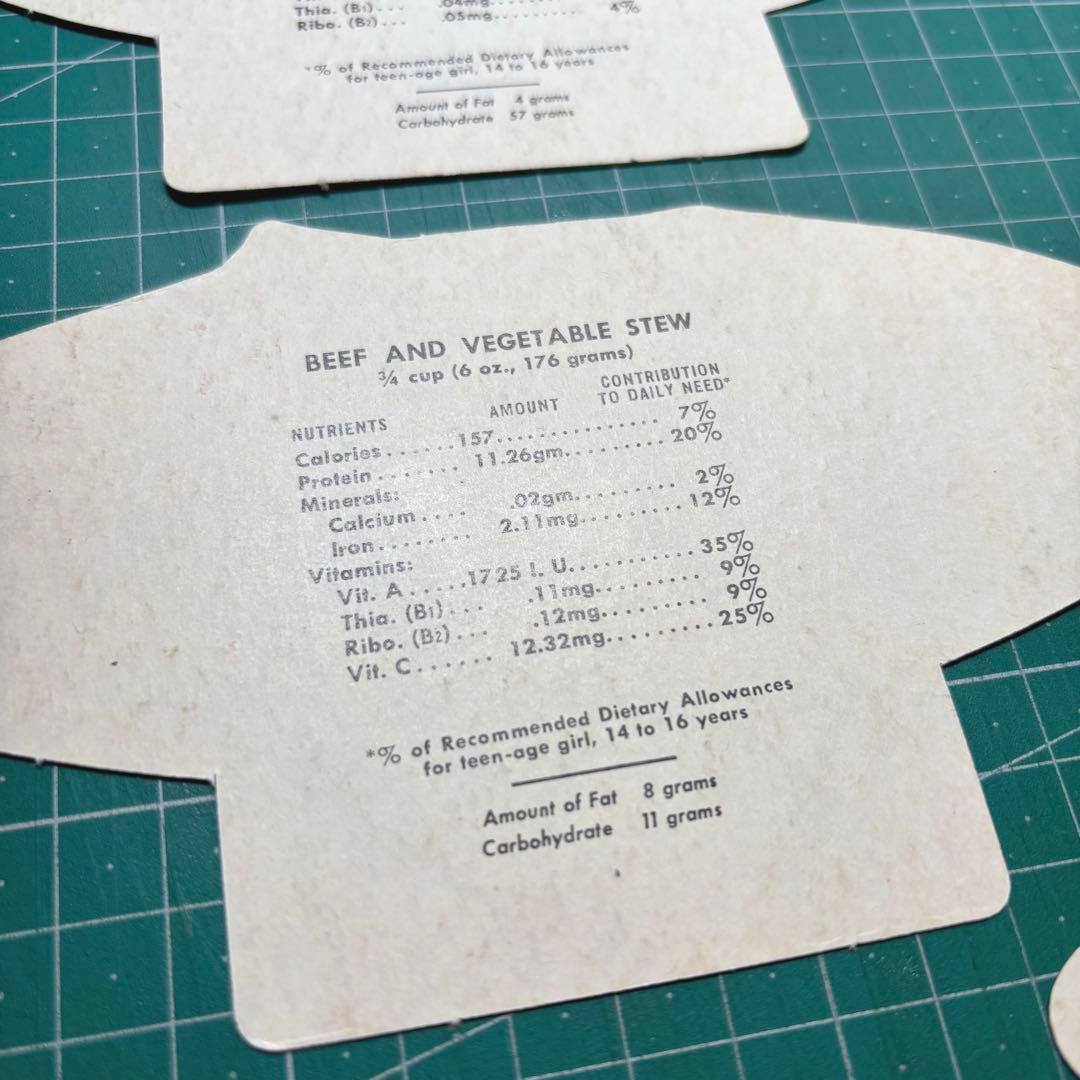 Thia. (B1)... .04mg.........
Ribo. (B2)... .05mg......... 4%
*% of Recommended Dietary Allowances
for teen-age girl, 14 to 16 years
Amount of Fat 4 grams
Carbohydrate 57 grams
BEEF AND VEGETABLE STEW
¾ cup (6 oz., 176 grams)
NUTRIENTS AMOUNT CONTRIBUTION TO DAILY NEED*
Calories.......157............... 7%
Protein....... 11.26gm.......... 20%
Minerals:
Calcium.... .02gm.......... 2%
Iron........ 2.11mg.......... 12%
Vitamins:
Vit. A......1725 I. U.......... 35%
Thia. (B1)... .11mg.......... 9%
Ribo. (B2)... .12mg.......... 9%
Vit. C...... 12.32mg.......... 25%
*% of Recommended Dietary Allowances
for teen-age girl, 14 to 16 years
Amount of Fat 8 grams
Carbohydrate 11 grams